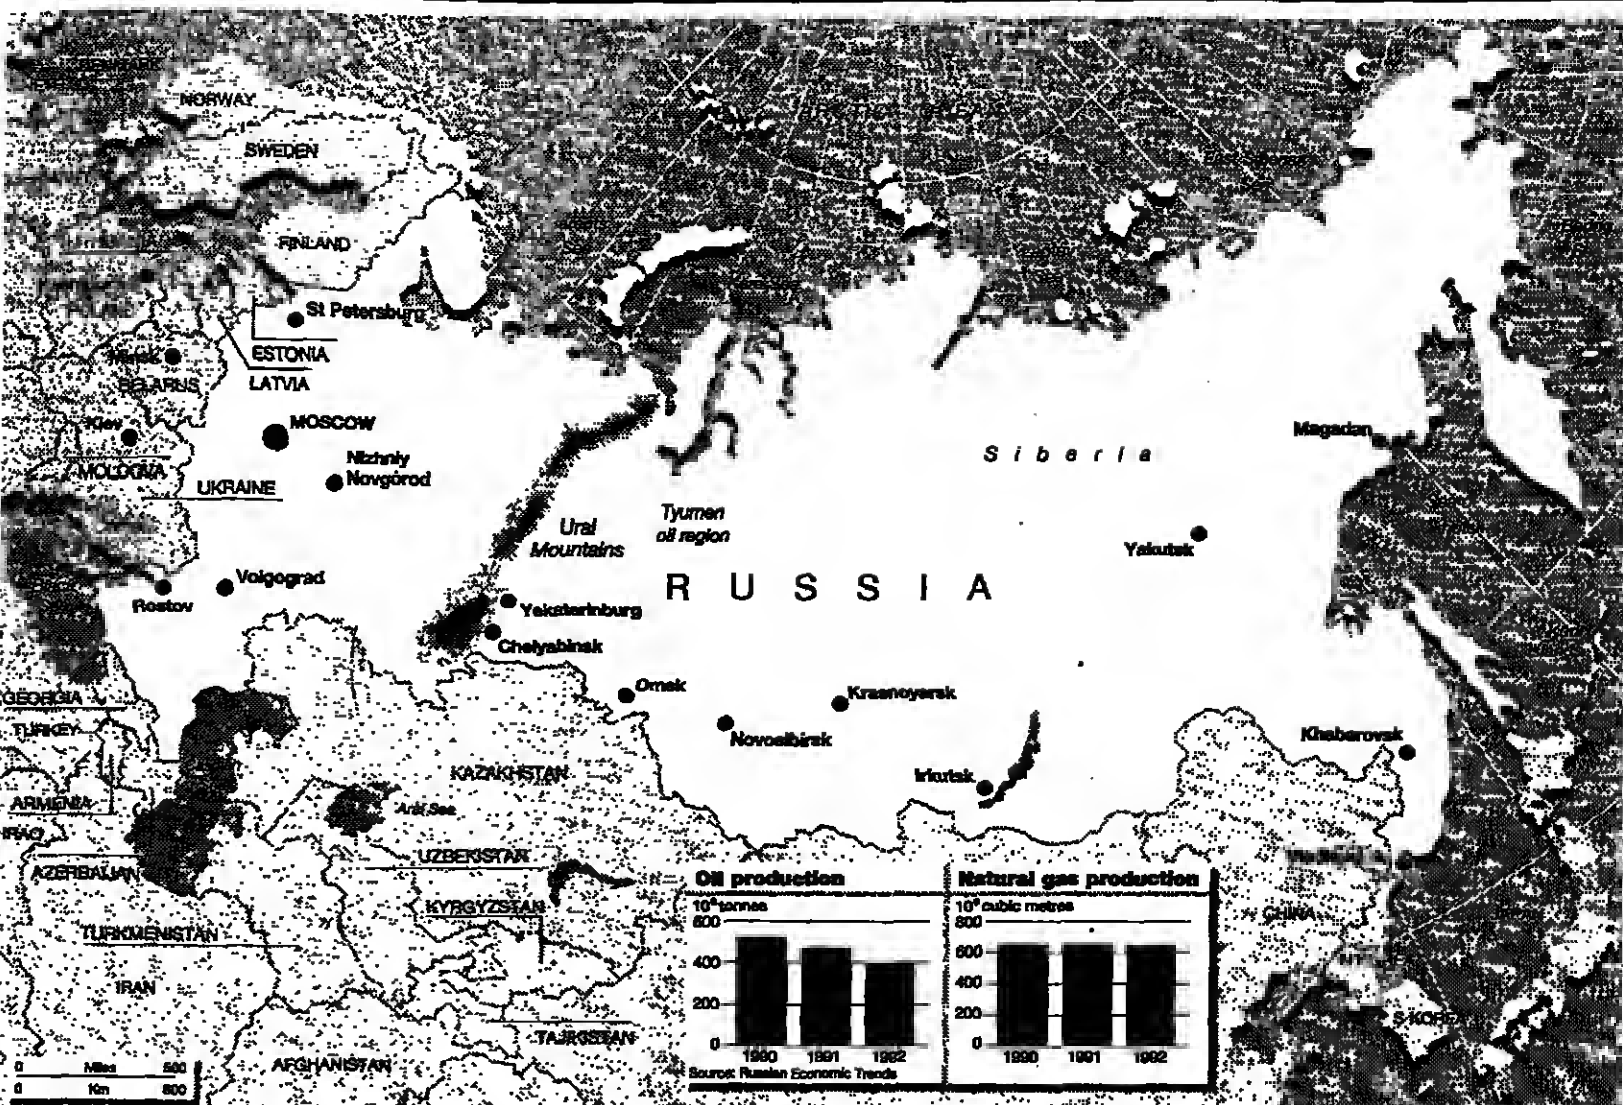 NORWAY
SWEDEN
FINLAND
St Petersburg
ESTONIA
LATVIA
Minsk
BELARUS
Kiev
MOSCOW
Nizhniy
Novgórod
MOLDOVA
UKRAINE
Siberia
Magadan
Ural
Mountains
Tyumen
oil region
Yakutsk
RUSSIA
Rostov
Volgograd
Yekaterinburg
Chelyabinsk
Omsk
Krasnoyarsk
Novosibirsk
Irkutsk
Khabarovsk
GEORGIA
TURKEY
ARMENIA
IRAQ
AZERBAIJAN
KAZAKHSTAN
Aral Sea
UZBEKISTAN
KYRGYZSTAN
TURKMENISTAN
IRAN
TAJIKISTAN
AFGHANISTAN
CHINA
S KOREA
0 Miles 500
0 Km 800
Oil production
10⁶ tonnes
600
400
200
0
1990 1991 1992
Source: Russian Economic Trends
Natural gas production
10⁹ cubic metres
800
600
400
200
0
1990 1991 1992